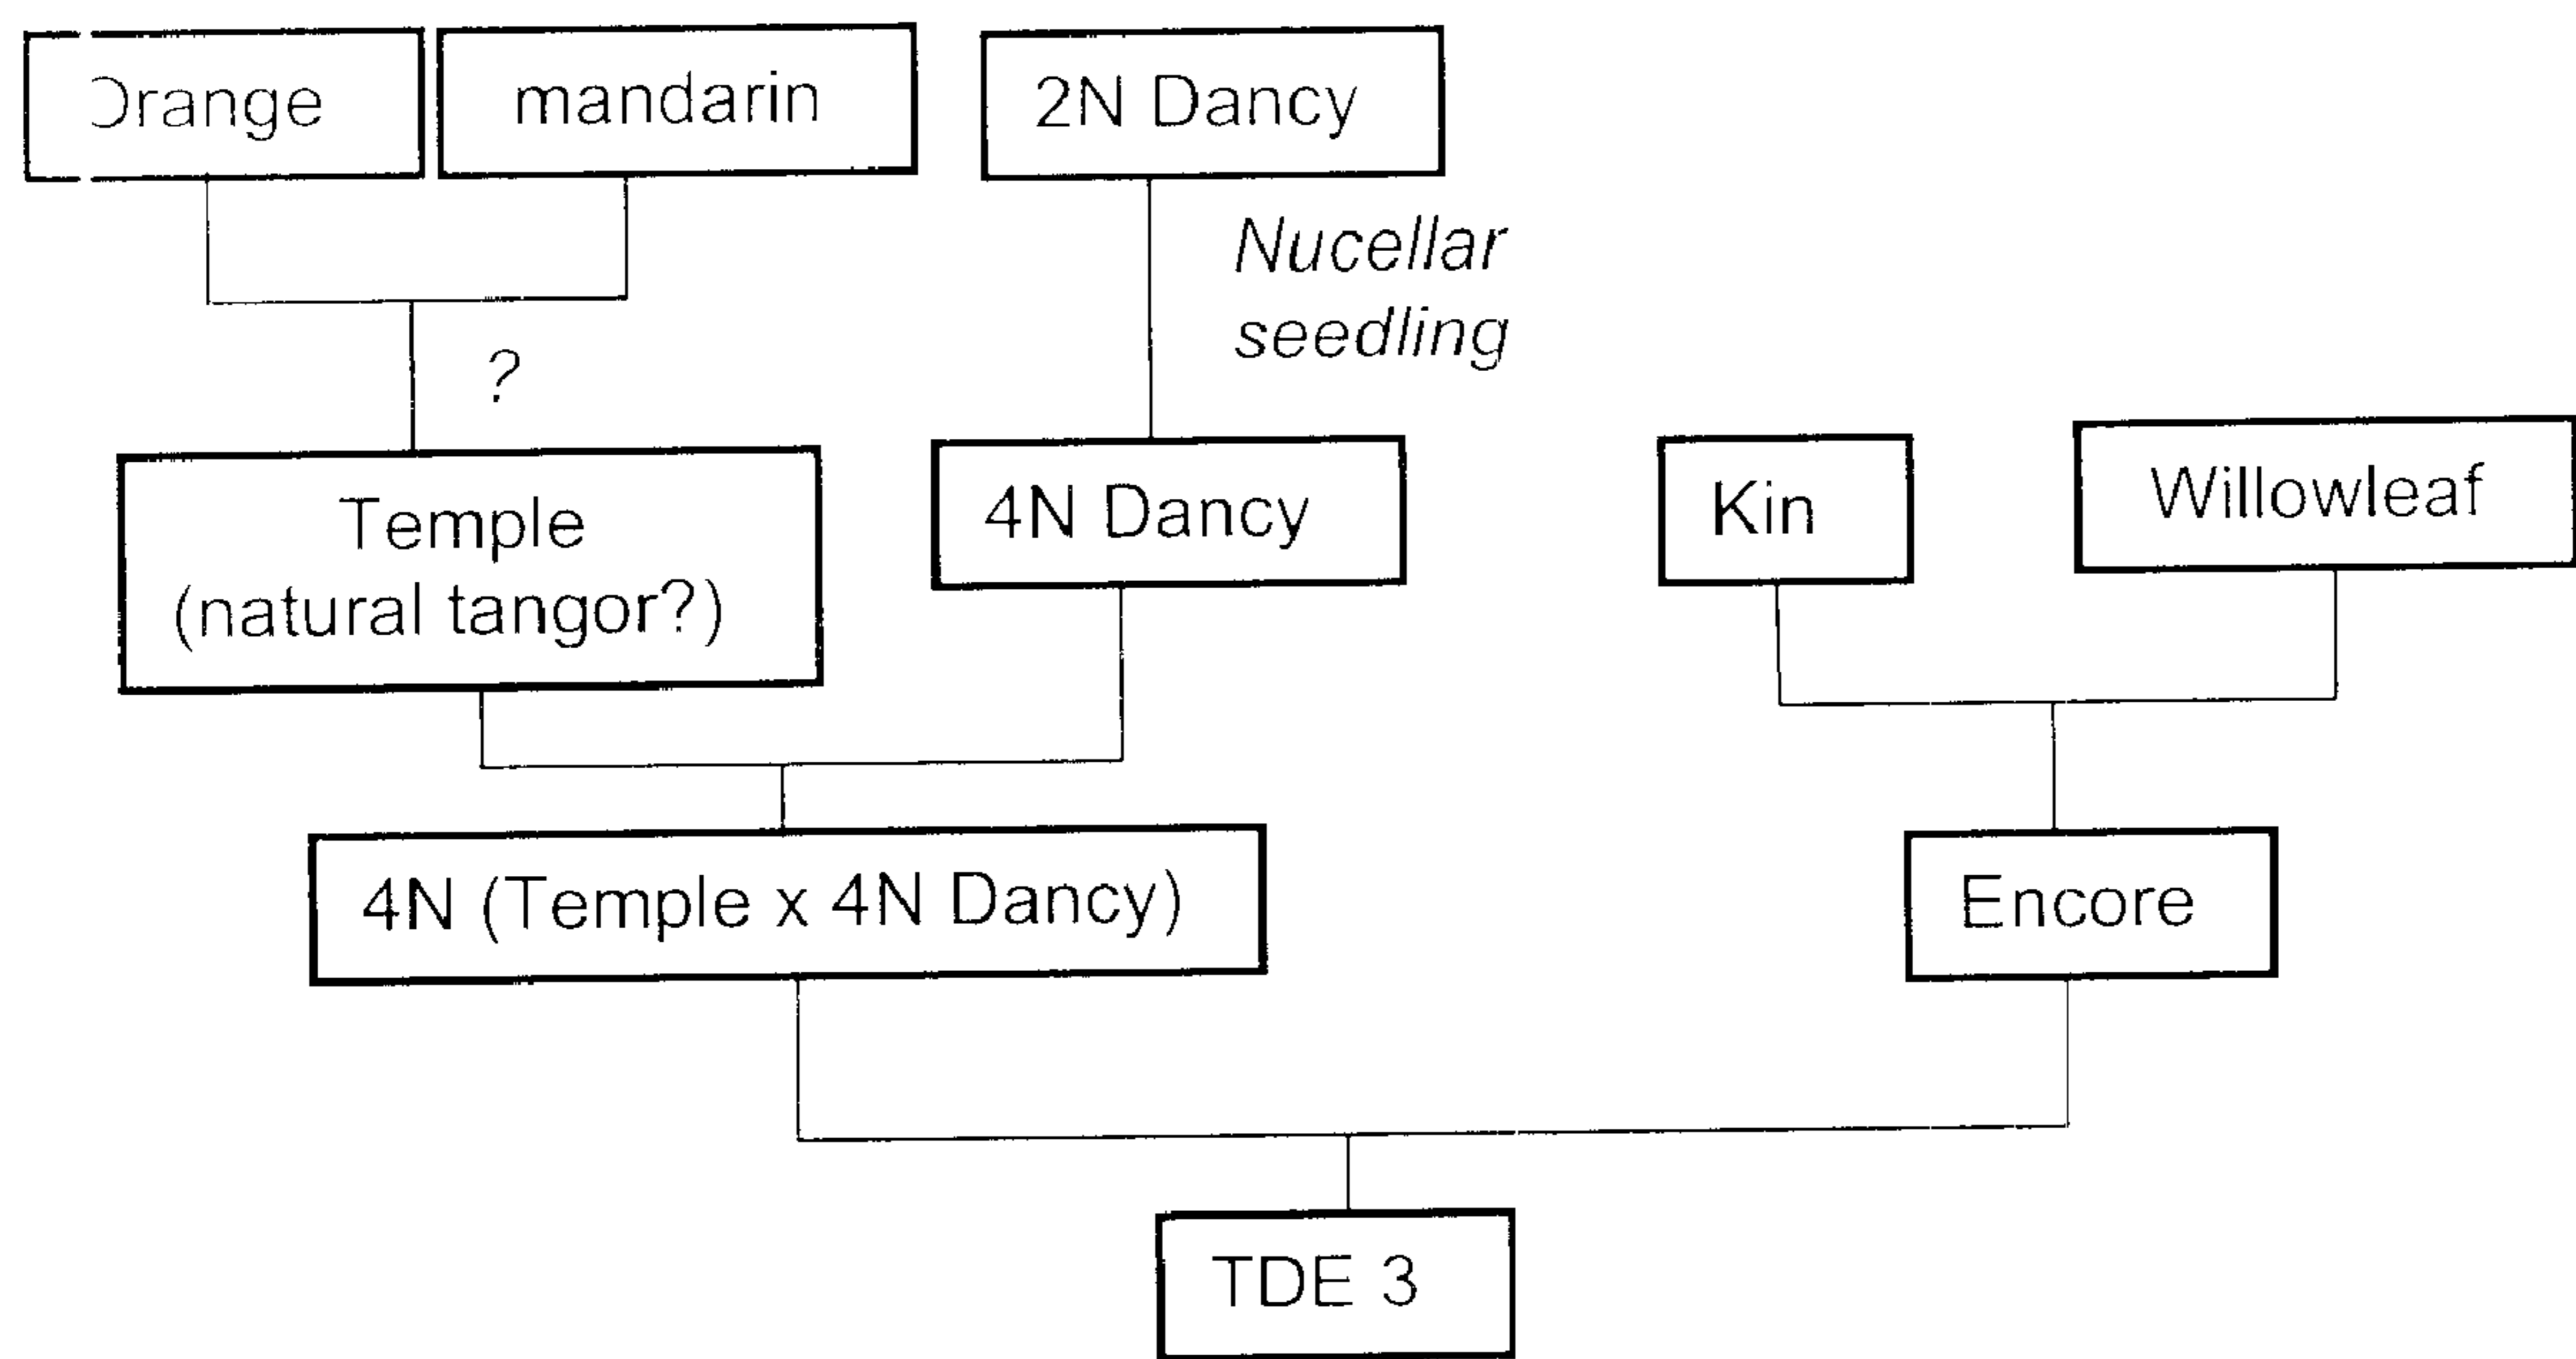 Orange
mandarin
2N Dancy
Nucellar
seedling
?
Temple
(natural tangor?)
4N Dancy
Kin
Willowleaf
4N (Temple x 4N Dancy)
Encore
TDE 3